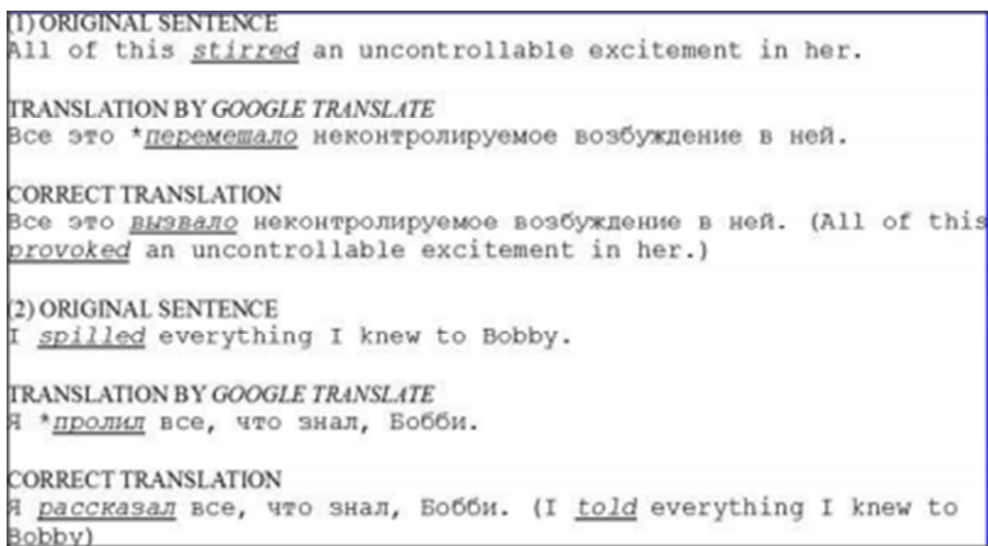 (1) ORIGINAL SENTENCE
All of this stirred an uncontrollable excitement in her.
TRANSLATION BY GOOGLE TRANSLATE
Все это *перемешало неконтролируемое возбуждение в ней.
CORRECT TRANSLATION
Все это вызвало неконтролируемое возбуждение в ней. (All of this
provoked an uncontrollable excitement in her.)
(2) ORIGINAL SENTENCE
I spilled everything I knew to Bobby.
TRANSLATION BY GOOGLE TRANSLATE
Я *пролил все, что знал, Бобби.
CORRECT TRANSLATION
Я рассказал все, что знал, Бобби. (I told everything I knew to
Bobby)